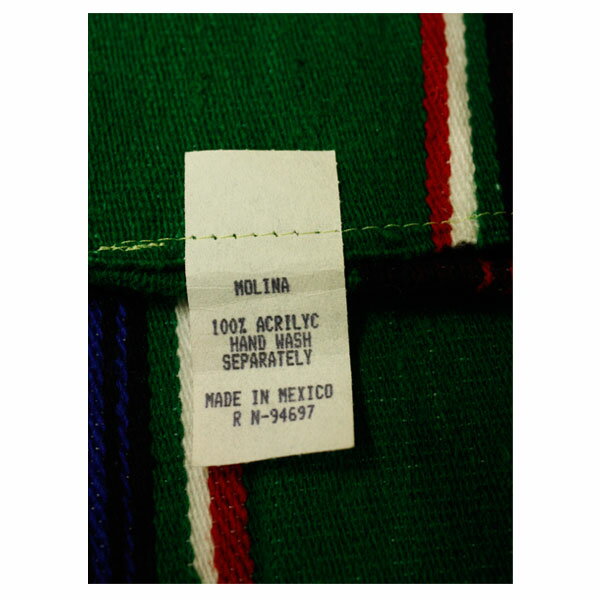 MOLINA
100% ACRILYC
HAND WASH
SEPARATELY
MADE IN MEXICO
R N-94697